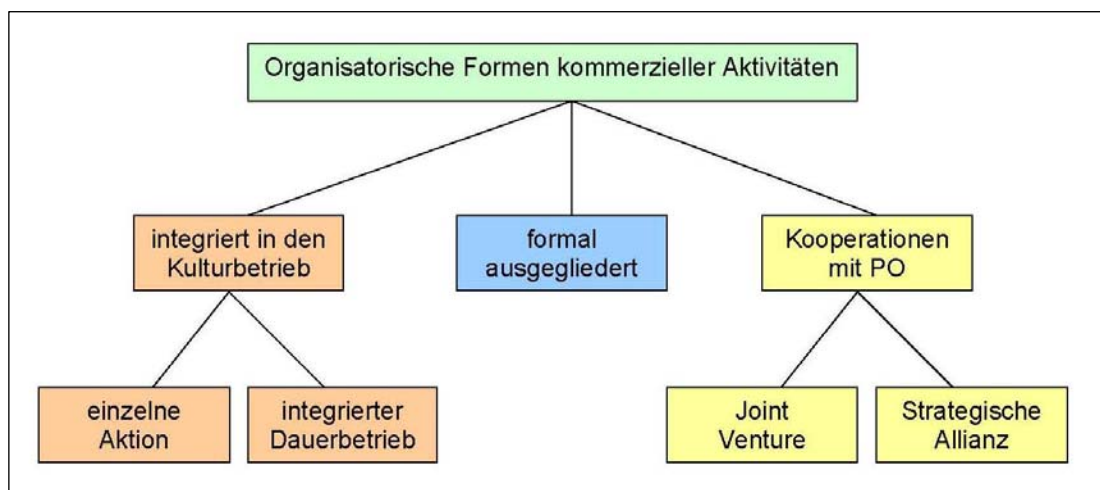 Organisatorische Formen kommerzieller Aktivitäten
integriert in den
Kulturbetrieb
formal
ausgegliedert
Kooperationen
mit PO
einzelne
Aktion
integrierter
Dauerbetrieb
Joint
Venture
Strategische
Allianz